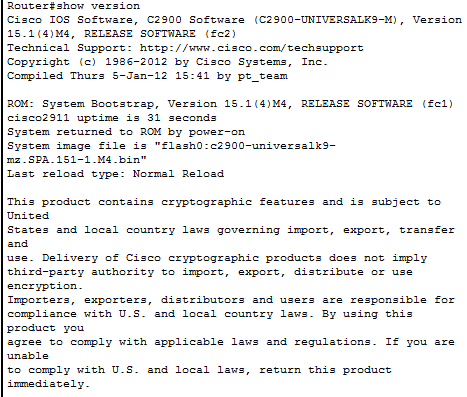 Router#show version
Cisco IOS Software, C2900 Software (C2900-UNIVERSALK9-M), Version
15.1(4)M4, RELEASE SOFTWARE (fc2)
Technical Support: http://www.cisco.com/techsupport
Copyright (c) 1986-2012 by Cisco Systems, Inc.
Compiled Thurs 5-Jan-12 15:41 by pt_team

ROM: System Bootstrap, Version 15.1(4)M4, RELEASE SOFTWARE (fc1)
cisco2911 uptime is 31 seconds
System returned to ROM by power-on
System image file is "flash0:c2900-universalk9-
mz.SPA.151-1.M4.bin"
Last reload type: Normal Reload

This product contains cryptographic features and is subject to
United
States and local country laws governing import, export, transfer
and
use. Delivery of Cisco cryptographic products does not imply
third-party authority to import, export, distribute or use
encryption.
Importers, exporters, distributors and users are responsible for
compliance with U.S. and local country laws. By using this
product you
agree to comply with applicable laws and regulations. If you are
unable
to comply with U.S. and local laws, return this product
immediately.